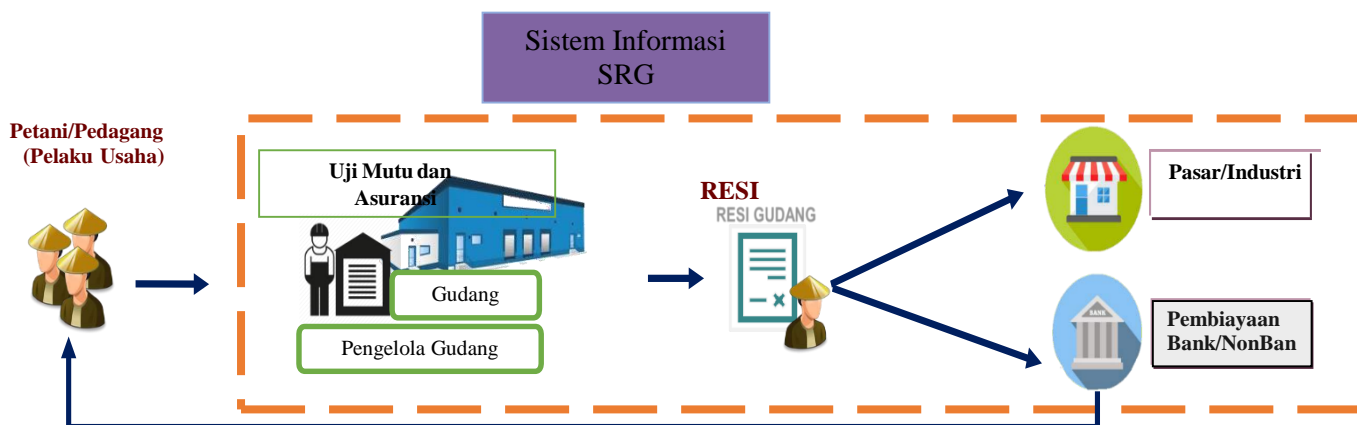 Sistem Informasi
SRG
Petani/Pedagang
(Pelaku Usaha)
Uji Mutu dan
Asuransi
Gudang
Pengelola Gudang
RESI
RESI GUDANG
Pasar/Industri
BANK
Pembiayaan
Bank/NonBan